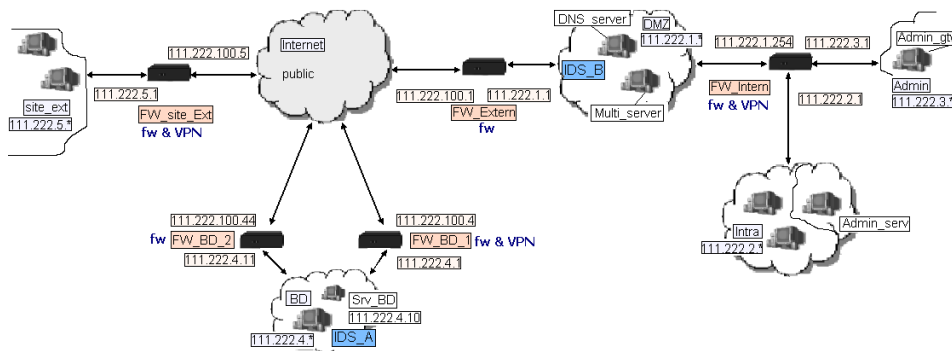 site_ext
111.222.5.*
111.222.5.1
111.222.100.5
FW_site_Ext
fw & VPN
Internet
public
111.222.100.1
111.222.1.1
FW_Extern
fw
DNS_server
DMZ
111.222.1.*
IDS_B
Multi_server
111.222.1.254
111.222.3.1
FW_Intern
fw & VPN
111.222.2.1
Admin
111.222.3.*
Intra
111.222.2.*
Admin_serv
111.222.100.44
fw
FW_BD_2
111.222.4.11
111.222.100.4
FW_BD_1
fw & VPN
111.222.4.1
BD
Srv_BD
111.222.4.10
111.222.4.*
IDS_A